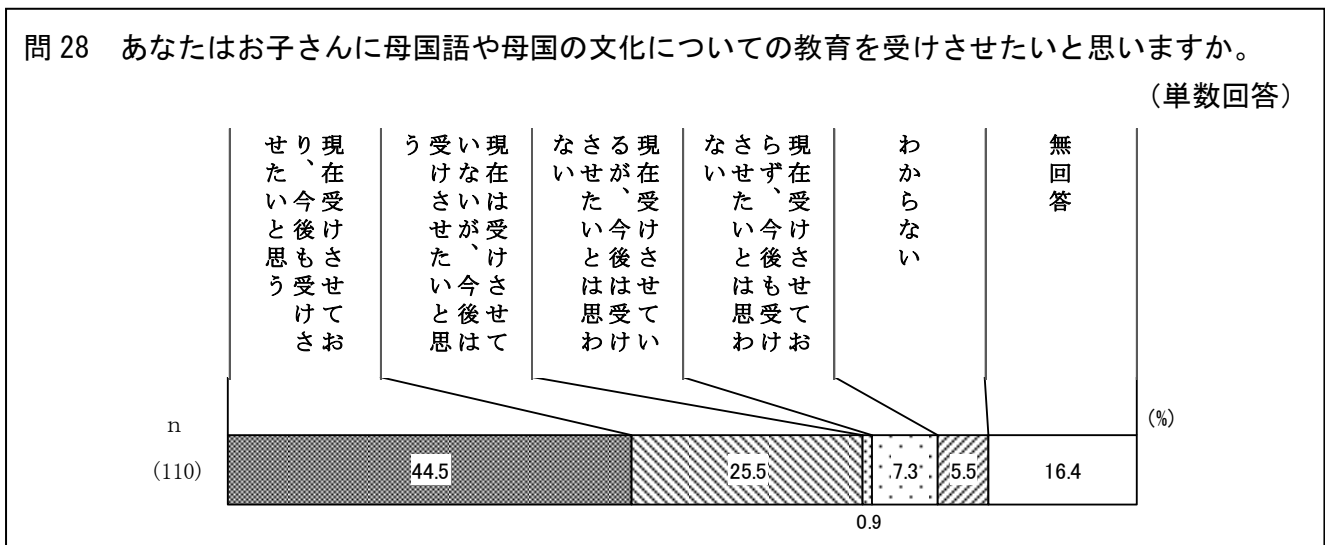 問28 あなたはお子さんに母国語や母国の文化についての教育を受けさせたいと思いますか。
（単数回答）
現在受けさせてお
り、今後も受けさ
せたいと思う
現在は受けさせて
いないが、今後は
受けさせたいと思
う
現在受けさせてい
るが、今後は受け
させたいとは思わ
ない
現在受けさせてお
らず、今後も受け
させたいとは思わ
ない
わからない
無回答
(%)
n
(110)
44.5
25.5
0.9
7.3
5.5
16.4